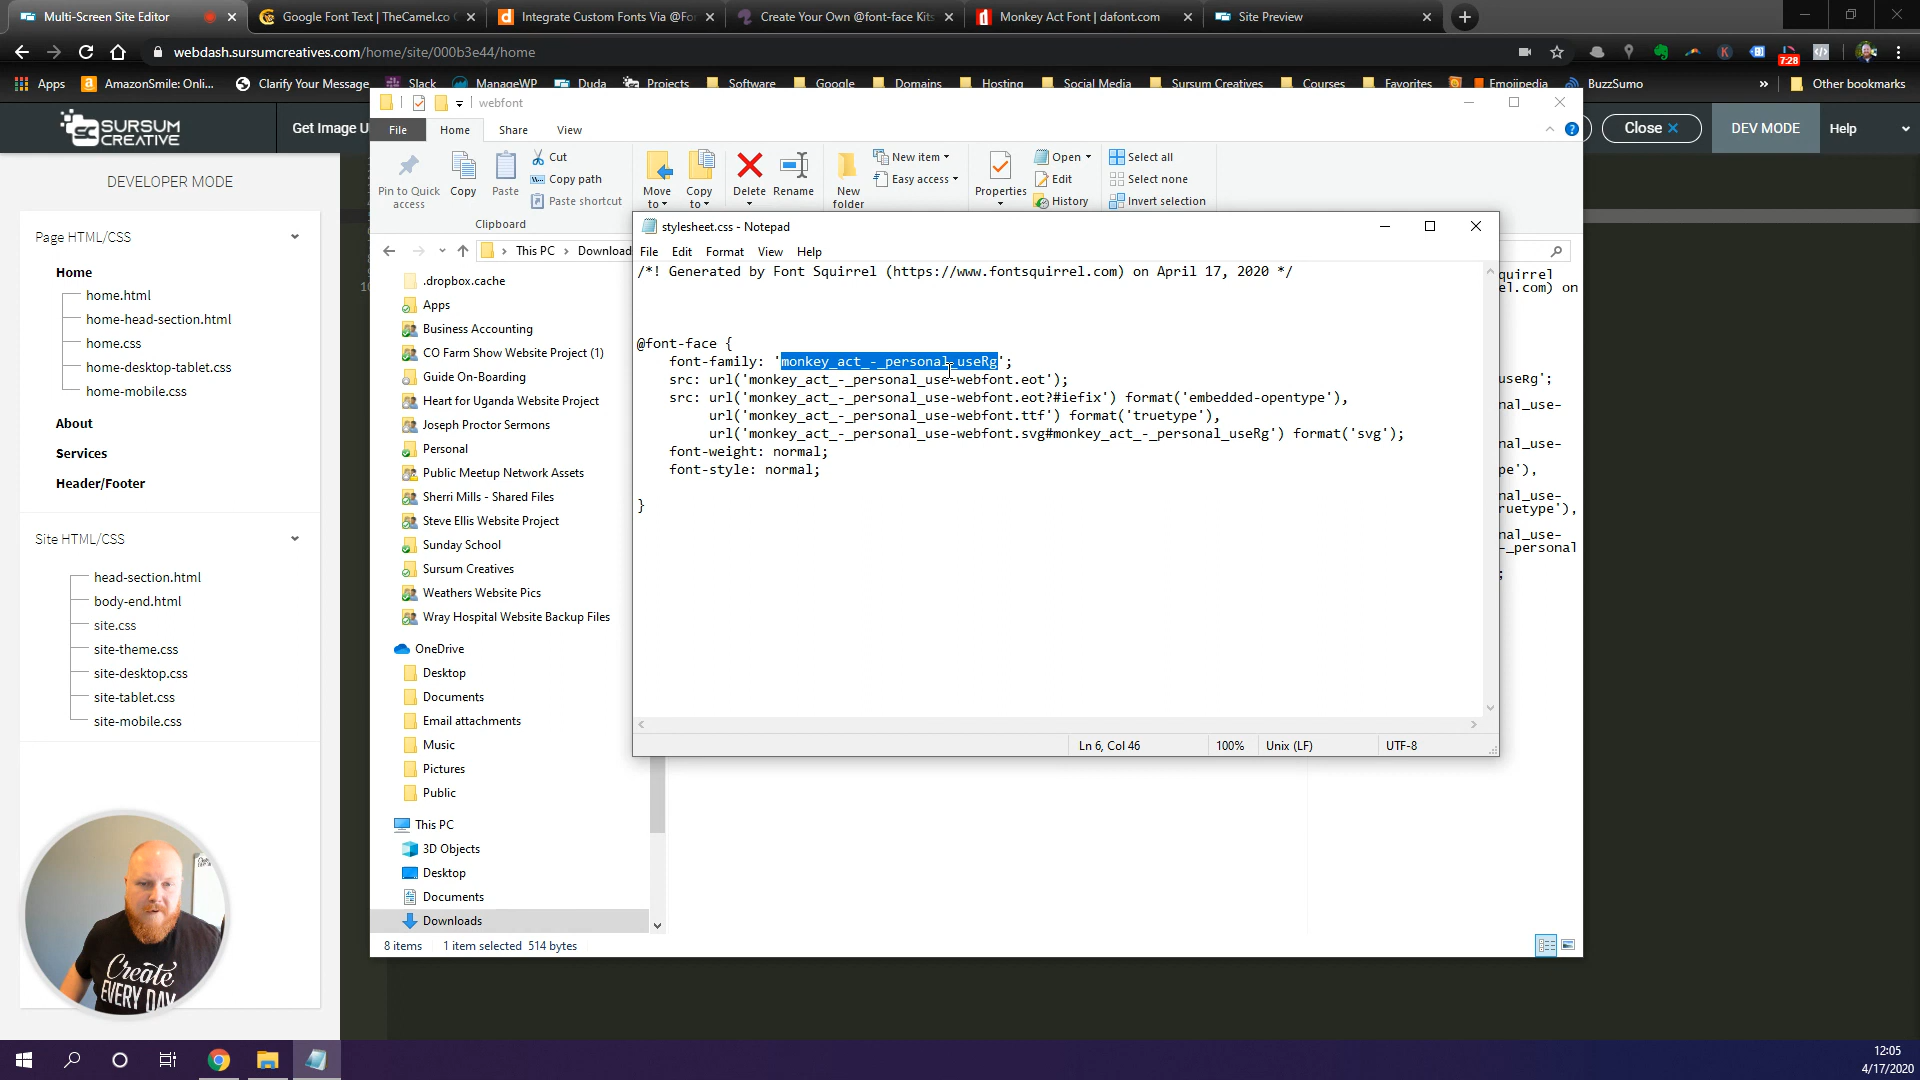 Multi-Screen Site Editor
Google Font Text | TheCamel.co
Integrate Custom Fonts Via @Fo
Create Your Own @font-face Kits
Monkey Act Font | dafont.com
Site Preview
webdash.sursumcreatives.com/home/site/000b3e44/home
7:28
Apps
AmazonSmile: Onli...
Clarify Your Message
Slack
ManageWP
Duda
Projects
Software
Google
Domains
Hosting
Social Media
Sursum Creatives
Courses
Favorites
Emojipedia
BuzzSumo
»
Other bookmarks
SURSUM
CREATIVE
Get Image U
Close ×
DEV MODE
Help
webfont
File
Home
Share
View
Pin to Quick
access
Copy
Paste
Cut
Copy path
Paste shortcut
Clipboard
Move
to
Copy
to
Delete
Rename
New
folder
New item
Easy access
Properties
Open
Edit
History
Select all
Select none
Invert selection
This PC
Download
DEVELOPER MODE
Page HTML/CSS
Home
home.html
home-head-section.html
home.css
home-desktop-tablet.css
home-mobile.css
About
Services
Header/Footer
Site HTML/CSS
head-section.html
body-end.html
site.css
site-theme.css
site-desktop.css
site-tablet.css
site-mobile.css
.dropbox.cache
Apps
Business Accounting
CO Farm Show Website Project (1)
Guide On-Boarding
Heart for Uganda Website Project
Joseph Proctor Sermons
Personal
Public Meetup Network Assets
Sherri Mills - Shared Files
Steve Ellis Website Project
Sunday School
Sursum Creatives
Weathers Website Pics
Wray Hospital Website Backup Files
OneDrive
Desktop
Documents
Email attachments
Music
Pictures
Public
This PC
3D Objects
Desktop
Documents
Downloads
8 items
1 item selected 514 bytes
stylesheet.css - Notepad
File
Edit
Format
View
Help
/*! Generated by Font Squirrel (https://www.fontsquirrel.com) on April 17, 2020 */
@font-face {
font-family: 'monkey_act_-_personal_useRg';
src: url('monkey_act_-_personal_use-webfont.eot');
src: url('monkey_act_-_personal_use-webfont.eot?#iefix') format('embedded-opentype'),
url('monkey_act_-_personal_use-webfont.ttf') format('truetype'),
url('monkey_act_-_personal_use-webfont.svg#monkey_act_-_personal_useRg') format('svg');
font-weight: normal;
font-style: normal;
}
Ln 6, Col 46
100%
Unix (LF)
UTF-8
quirrel
el.com) on
useRg';
nal_use-
nal_use-
pe'),
nal_use-
ruetype'),
nal_use-
-_personal
;
Create
EVERY DAY
12:05
4/17/2020